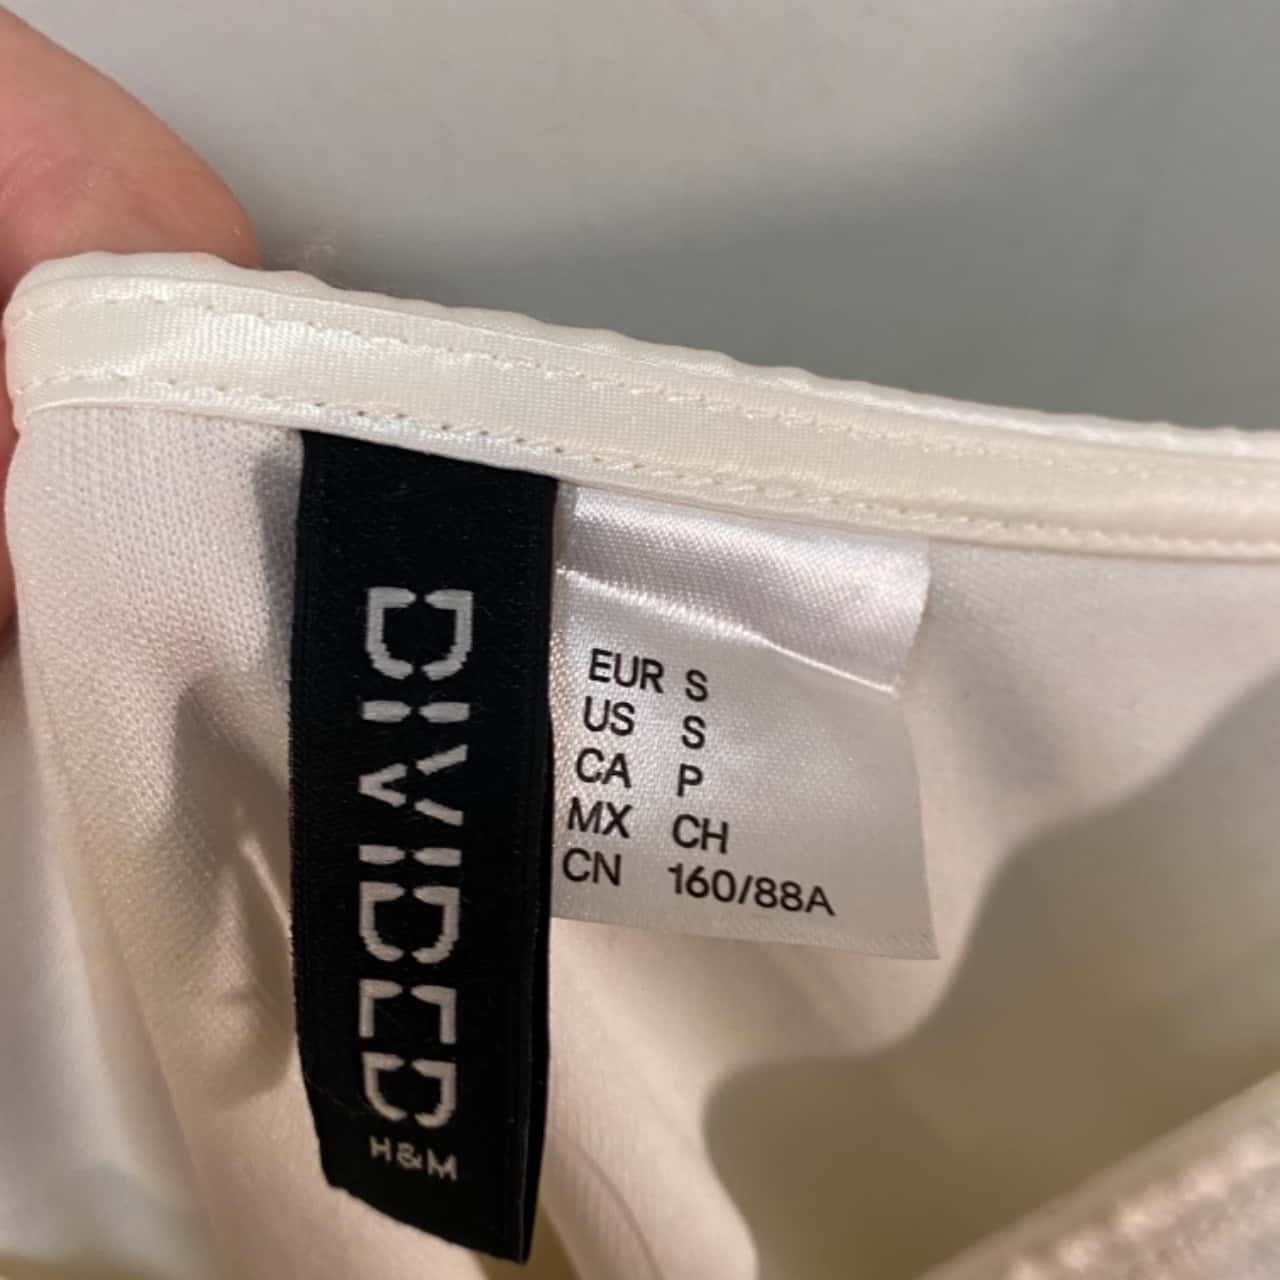 DIVIDED
H&M
EUR S
US S
CA P
MX CH
CN 160/88A